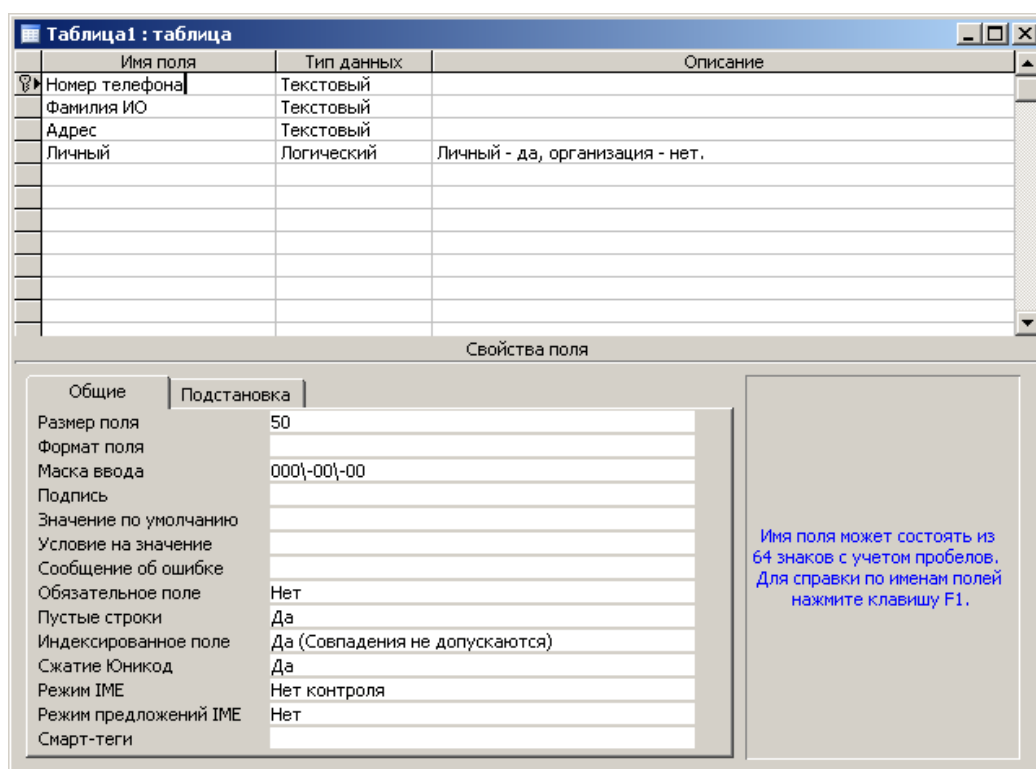 Таблица1 : таблица
Имя поля Тип данных Описание
Номер телефона Текстовый
Фамилия ИО Текстовый
Адрес Текстовый
Личный Логический Личный - да, организация - нет.
Свойства поля
Общие Подстановка
Размер поля 50
Формат поля
Маска ввода 000\-00\-00
Подпись
Значение по умолчанию
Условие на значение
Сообщение об ошибке
Обязательное поле Нет
Пустые строки Да
Индексированное поле Да (Совпадения не допускаются)
Сжатие Юникод Да
Режим IME Нет контроля
Режим предложений IME Нет
Смарт-теги
Имя поля может состоять из
64 знаков с учетом пробелов.
Для справки по именам полей
нажмите клавишу F1.